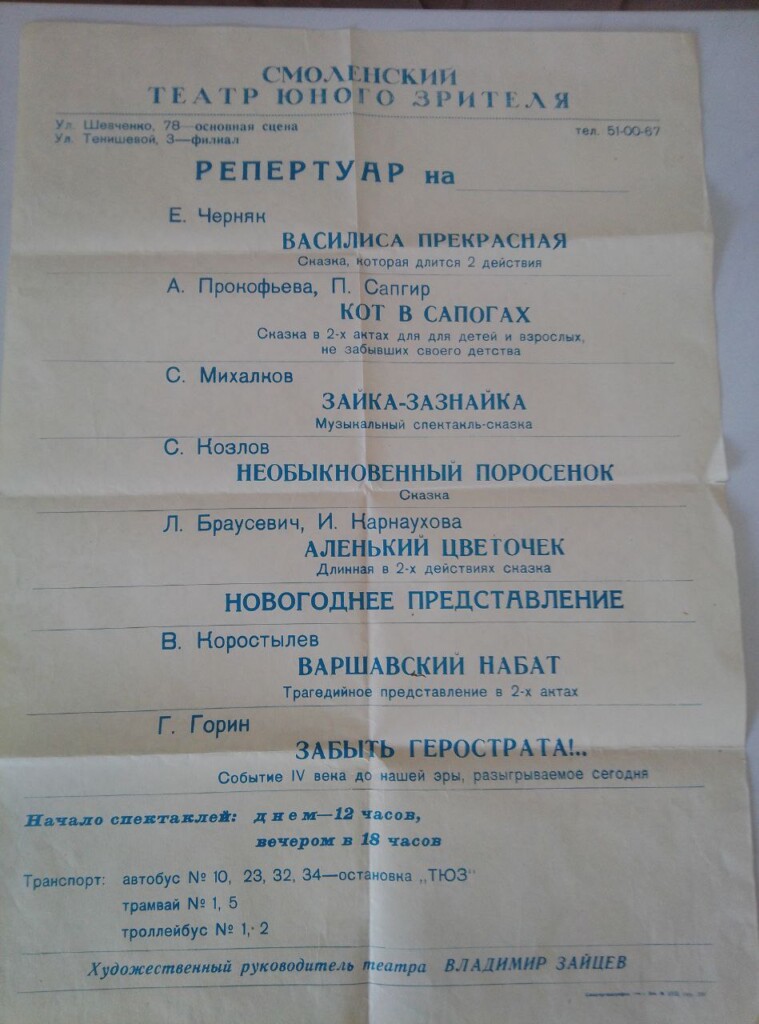 СМОЛЕНСКИЙ
ТЕАТР ЮНОГО ЗРИТЕЛЯ
Ул. Шевченко, 78—основная сцена
тел. 51-00-67
Ул. Тенишевой, 3—филиал
РЕПЕРТУАР на
Е. Черняк
ВАСИЛИСА ПРЕКРАСНАЯ
Сказка, которая длится 2 действия
А. Прокофьева, П. Сапгир
КОТ В САПОГАХ
Сказка в 2-х актах для для детей и взрослых,
не забывших своего детства
С. Михалков
ЗАЙКА-ЗАЗНАЙКА
Музыкальный спектакль-сказка
С. Козлов
НЕОБЫКНОВЕННЫЙ ПОРОСЕНОК
Сказка
Л. Браусевич, И. Карнаухова
АЛЕНЬКИЙ ЦВЕТОЧЕК
Длинная в 2-х действиях сказка
НОВОГОДНЕЕ ПРЕДСТАВЛЕНИЕ
В. Коростылев
ВАРШАВСКИЙ НАБАТ
Трагедийное представление в 2-х актах
Г. Горин
ЗАБЫТЬ ГЕРОСТРАТА!..
Событие IV века до нашей эры, разыгрываемое сегодня
Начало спектаклей: днем—12 часов,
вечером в 18 часов
Транспорт: автобус № 10, 23, 32, 34—остановка „ТЮЗ"
трамвай № 1, 5
троллейбус № 1, 2
Художественный руководитель театра ВЛАДИМИР ЗАЙЦЕВ